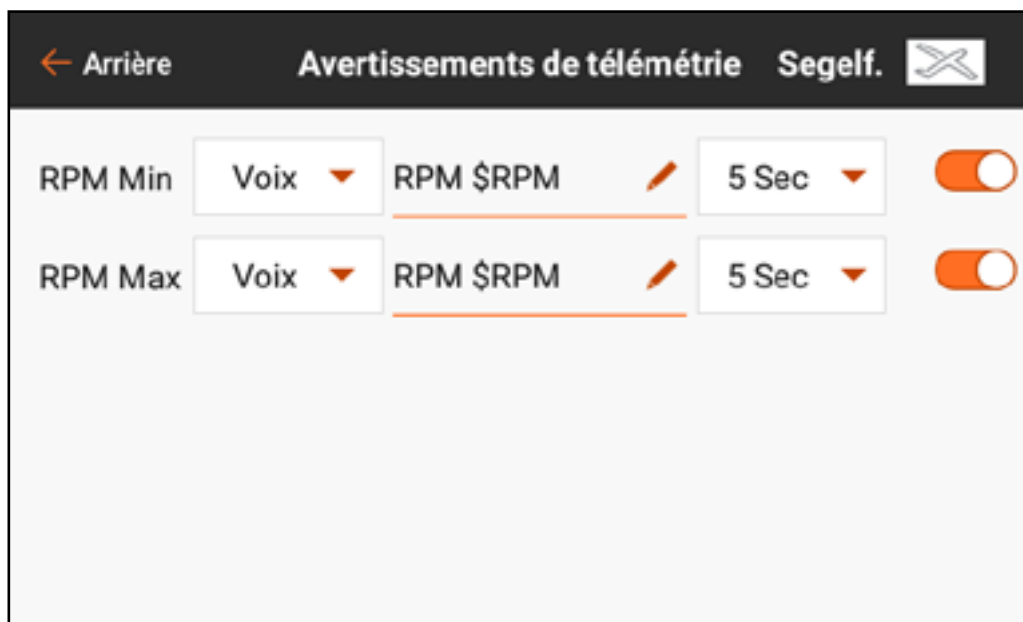 Arrière Avertissements de télémétrie Segelf.
RPM Min Voix RPM $RPM 5 Sec
RPM Max Voix RPM $RPM 5 Sec